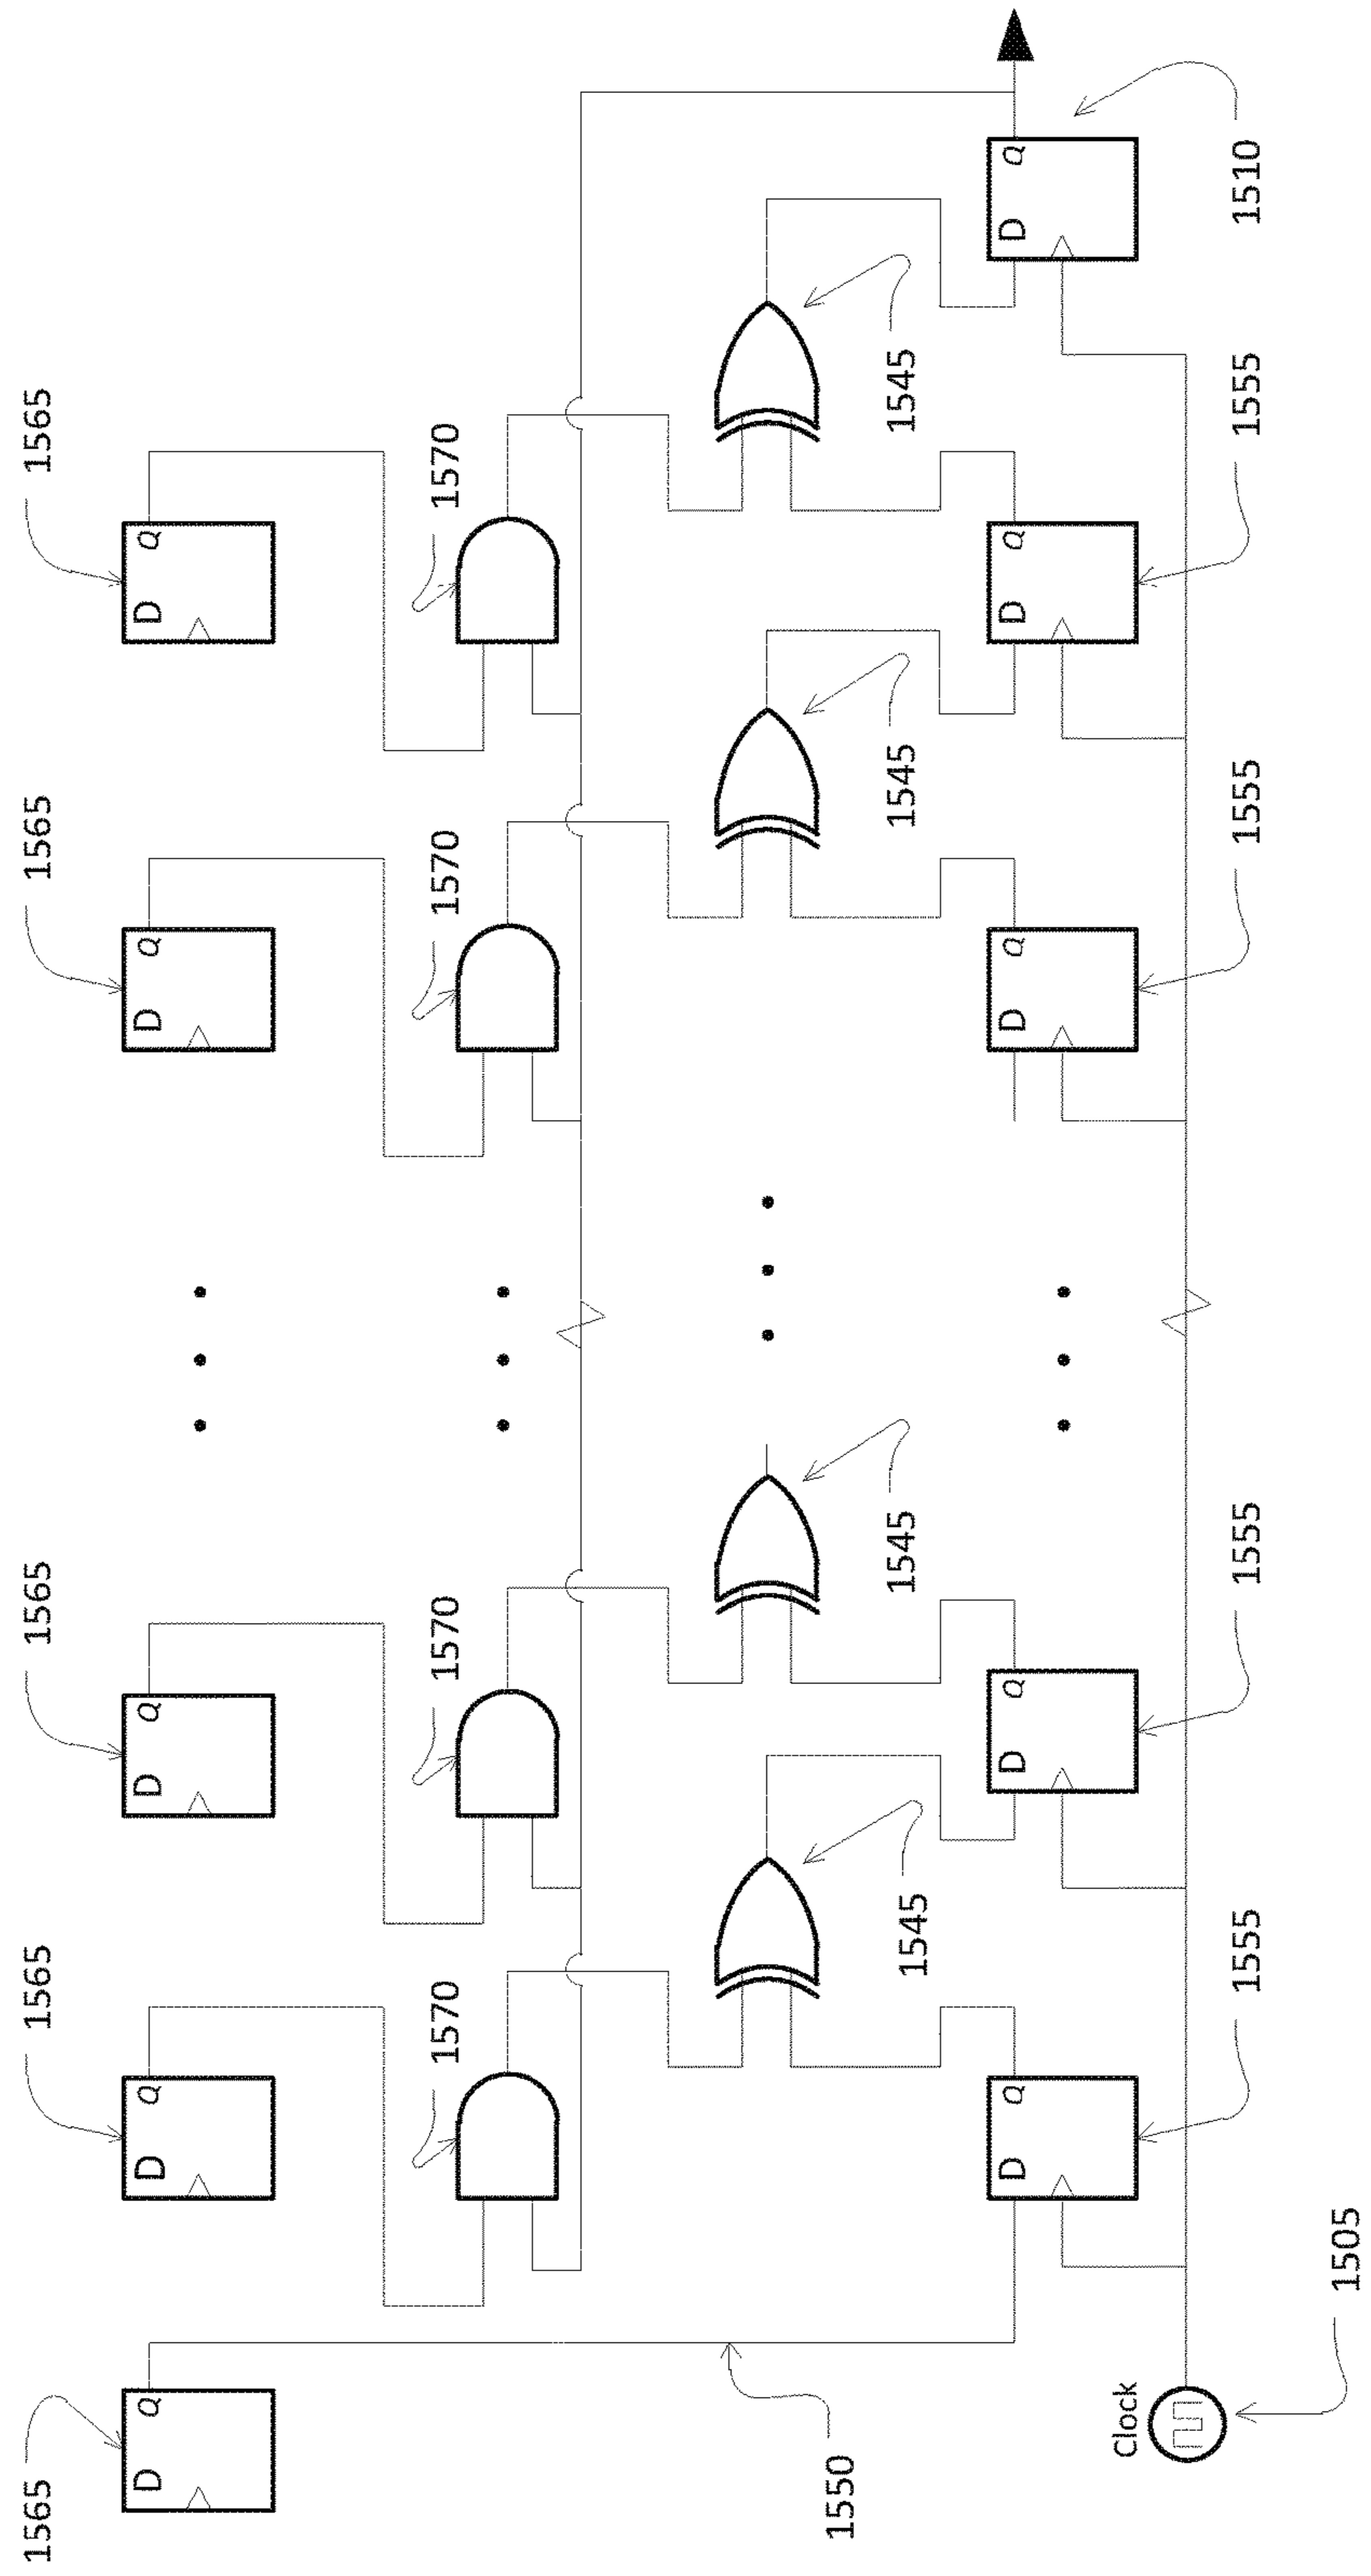 1565 1565 1565 1565 1565
D Q D Q D Q D Q D Q
1570 1570 1570 1570
1550
1545 1545 1545 1545
D Q D Q D Q D Q D Q
Clock
1555 1555 1555 1555 1510
1505